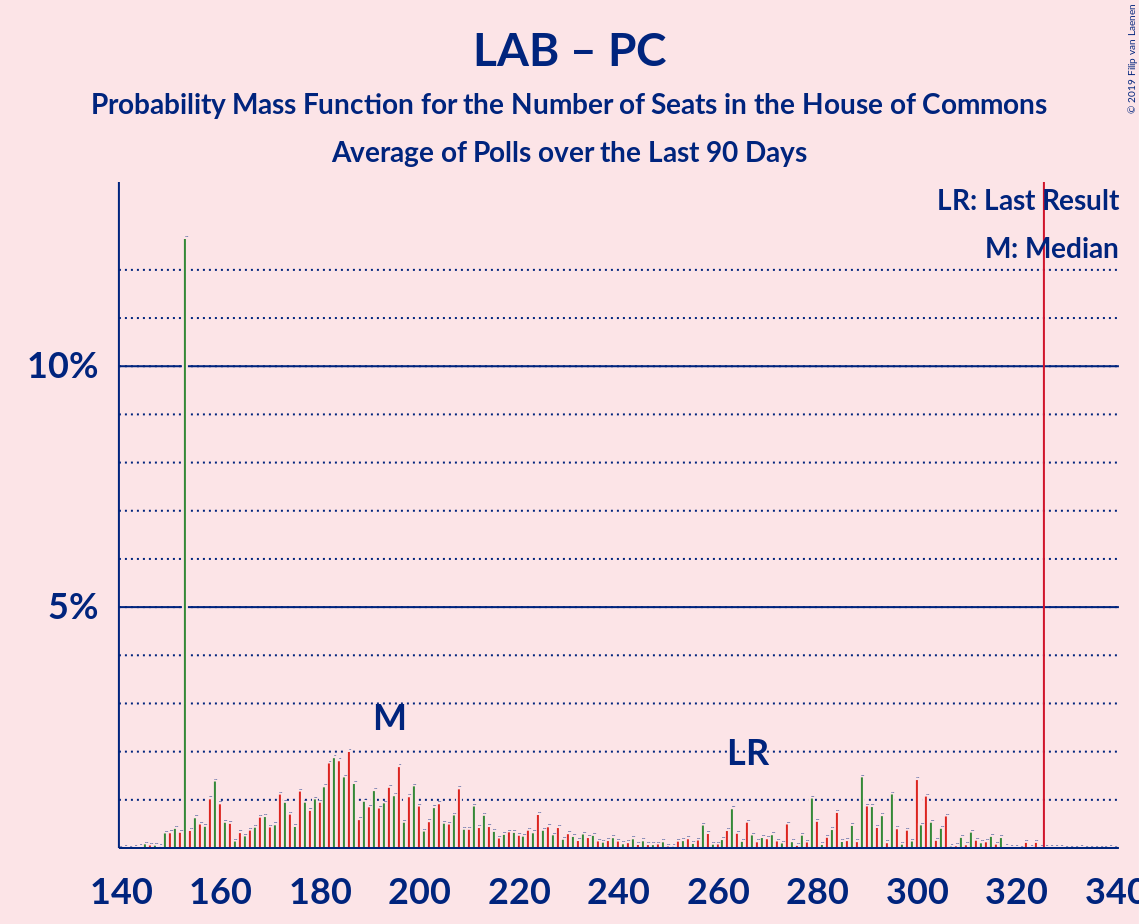 LAB – PC
Probability Mass Function for the Number of Seats in the House of Commons
Average of Polls over the Last 90 Days
© 2019 Filip van Laenen
LR: Last Result
M: Median
10%
5%
M
LR
140 160 180 200 220 240 260 280 300 320 340